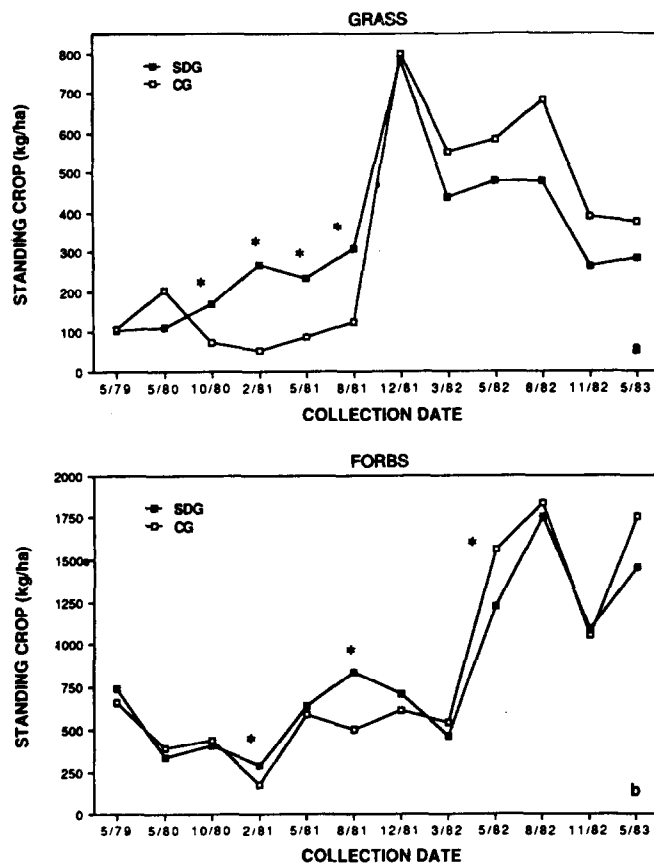 GRASS
800
700
600
500
400
300
200
100
0
STANDING CROP (kg/ha)
SDG
CG
*
*
*
*
a
5/79 5/80 10/80 2/81 5/81 8/81 12/81 3/82 5/82 8/82 11/82 5/83
COLLECTION DATE
FORBS
2000
1750
1500
1250
1000
750
500
250
0
STANDING CROP (kg/ha)
SDG
CG
*
*
*
b
5/79 5/80 10/80 2/81 5/81 8/81 12/81 3/82 5/82 8/82 11/82 5/83
COLLECTION DATE